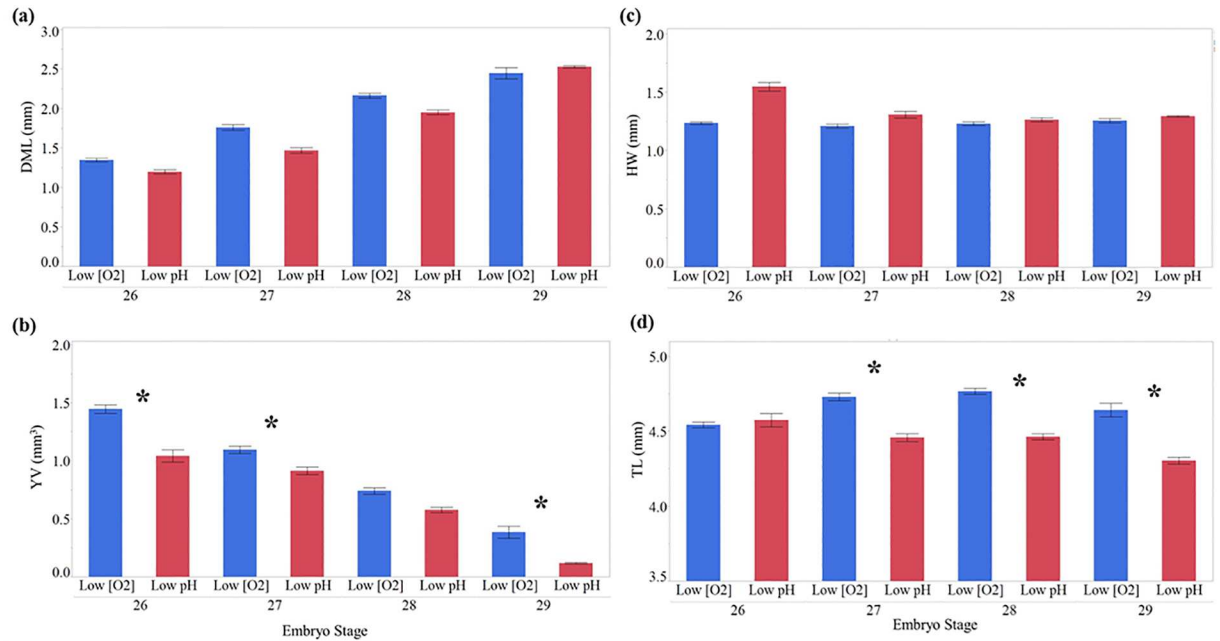 (a)
3.0
2.5
2.0
1.5
1.0
0.5
0.0
DML (mm)
Low [O2] Low pH Low [O2] Low pH Low [O2] Low pH Low [O2] Low pH
26 27 28 29
(b)
2.0
1.5
1.0
0.5
0.0
YV (mm³)
* * *
Low [O2] Low pH Low [O2] Low pH Low [O2] Low pH Low [O2] Low pH
26 27 28 29
Embryo Stage
(c)
2.0
1.5
1.0
0.5
0.0
HW (mm)
Low [O2] Low pH Low [O2] Low pH Low [O2] Low pH Low [O2] Low pH
26 27 28 29
(d)
5.0
4.5
4.0
3.5
TL (mm)
* * *
Low [O2] Low pH Low [O2] Low pH Low [O2] Low pH Low [O2] Low pH
26 27 28 29
Embryo Stage